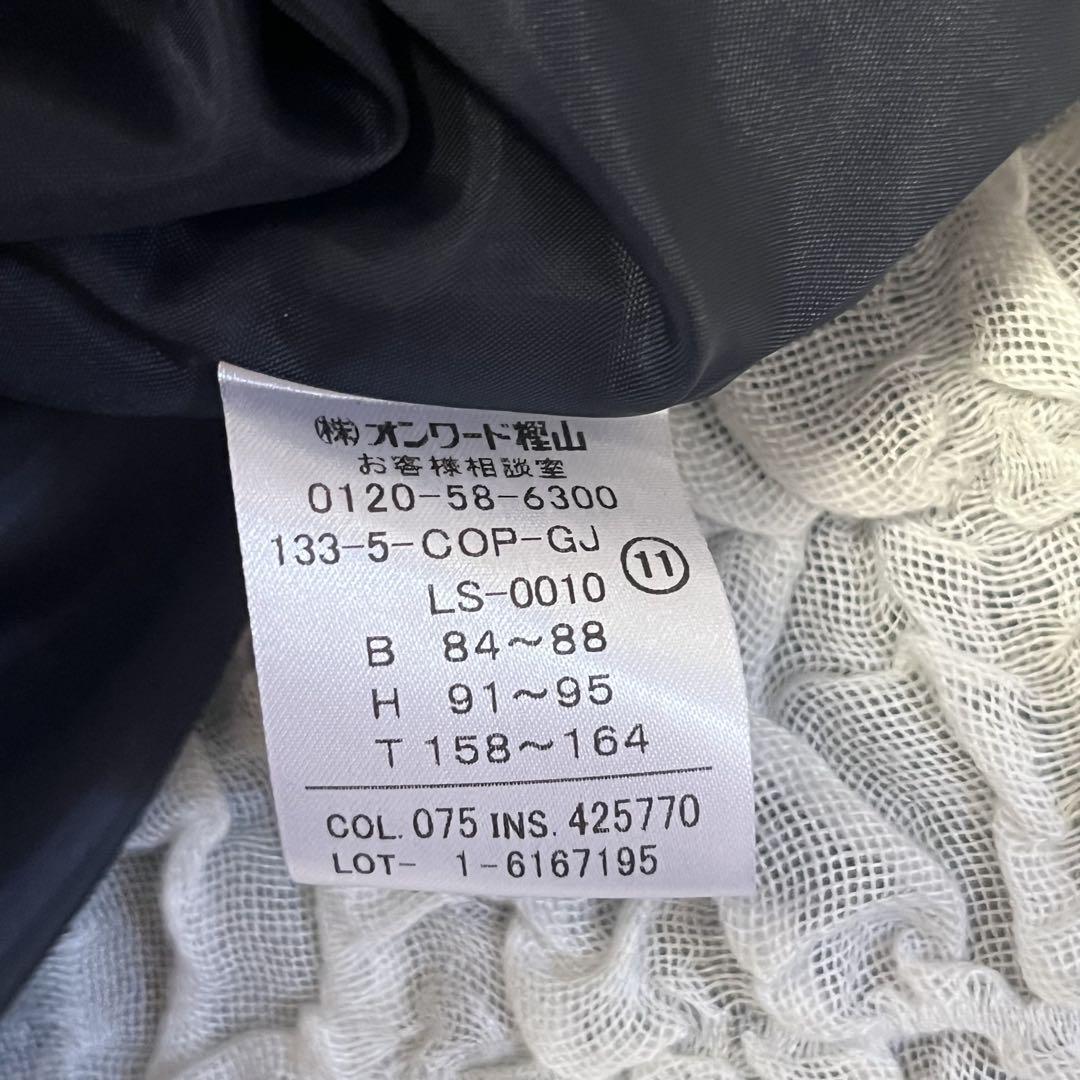 ㈱オンワード樫山
お客様相談室
0120-58-6300
133-5-COP-GJ
LS-0010 ⑪
B 84〜88
H 91〜95
T 158〜164
COL. 075 INS. 425770
LOT- 1-6167195